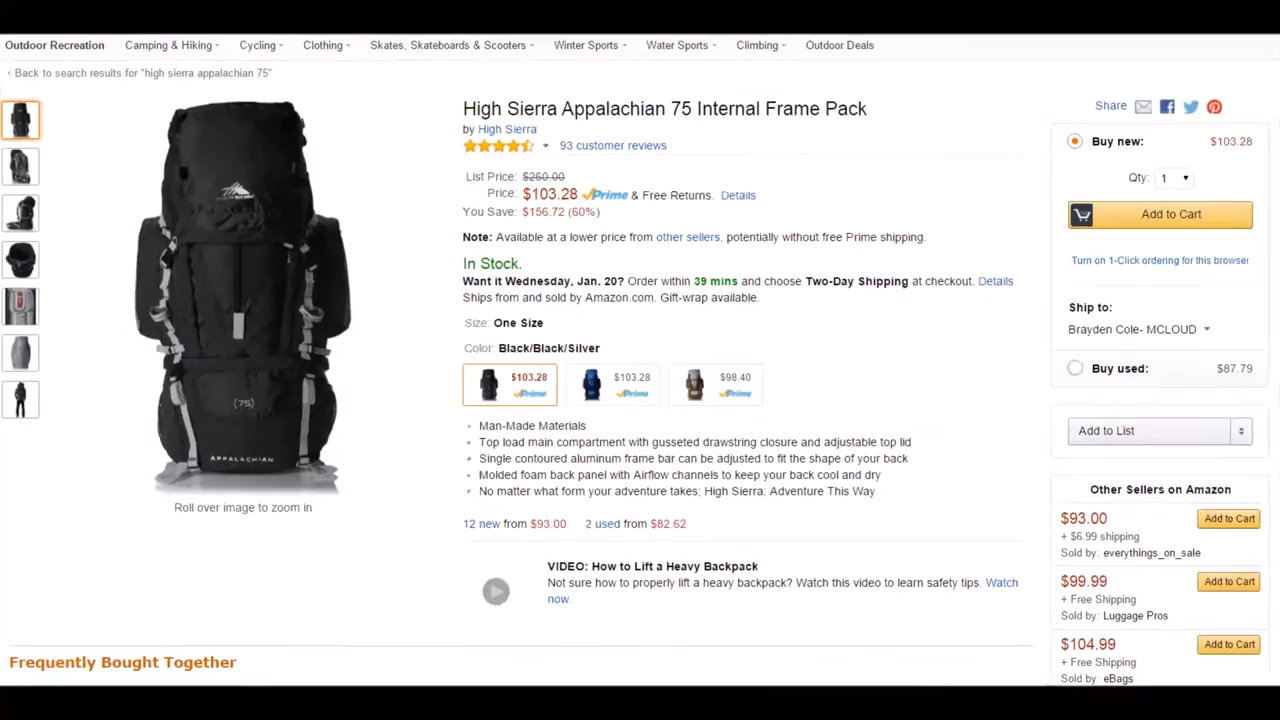 Outdoor Recreation Camping & Hiking Cycling Clothing Skates, Skateboards & Scooters Winter Sports Water Sports Climbing Outdoor Deals
‹ Back to search results for "high sierra appalachian 75"
High Sierra Appalachian 75 Internal Frame Pack
by High Sierra
93 customer reviews
List Price: $260.00
Price: $103.28 Prime & Free Returns. Details
You Save: $156.72 (60%)
Note: Available at a lower price from other sellers, potentially without free Prime shipping.
In Stock.
Want it Wednesday, Jan. 20? Order within 39 mins and choose Two-Day Shipping at checkout. Details
Ships from and sold by Amazon.com. Gift-wrap available.
Size: One Size
Color: Black/Black/Silver
$103.28 $103.28 $98.40
Prime Prime Prime
• Man-Made Materials
• Top load main compartment with gusseted drawstring closure and adjustable top lid
• Single contoured aluminum frame bar can be adjusted to fit the shape of your back
• Molded foam back panel with Airflow channels to keep your back cool and dry
• No matter what form your adventure takes; High Sierra; Adventure This Way
12 new from $93.00 2 used from $82.62
VIDEO: How to Lift a Heavy Backpack
Not sure how to properly lift a heavy backpack? Watch this video to learn safety tips. Watch
now.
(75)
APPALACHIAN
Roll over image to zoom in
Frequently Bought Together
Share
Buy new: $103.28
Qty: 1
Add to Cart
Turn on 1-Click ordering for this browser
Ship to:
Brayden Cole- MCLOUD
Buy used: $87.79
Add to List
Other Sellers on Amazon
$93.00 Add to Cart
+ $6.99 shipping
Sold by: everythings_on_sale
$99.99 Add to Cart
+ Free Shipping
Sold by: Luggage Pros
$104.99 Add to Cart
+ Free Shipping
Sold by: eBags